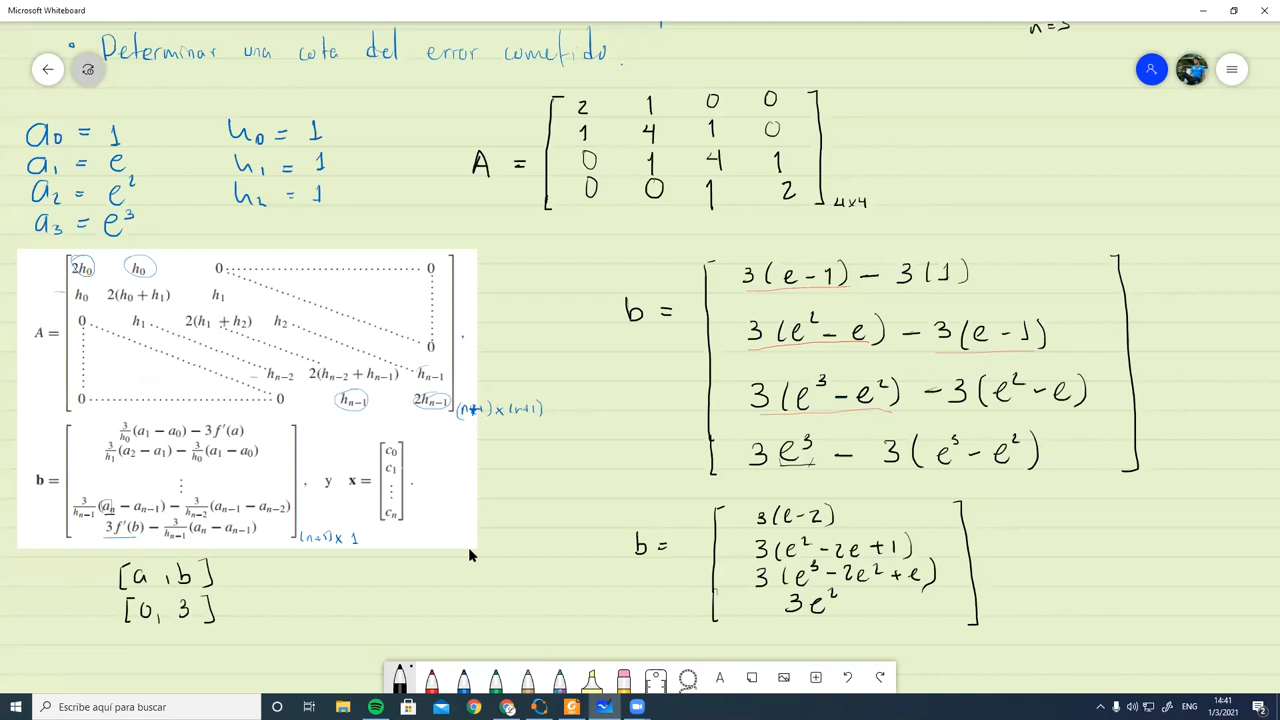 Microsoft Whiteboard
n=3
• Determinar una cota del error cometido.
a₀ = 1
a₁ = e
a₂ = e²
a₃ = e³
h₀ = 1
h₁ = 1
h₂ = 1
A = [ 2 1 0 0
1 4 1 0
0 1 4 1
0 0 1 2 ] 4x4
2h₀ h₀ 0 ........ 0
h₀ 2(h₀ + h₁) h₁
A = 0 h₁ 2(h₁ + h₂) h₂ ,
0
hₙ₋₂ 2(hₙ₋₂ + hₙ₋₁) hₙ₋₁
0 ........ 0 hₙ₋₁ 2hₙ₋₁ (n+1) x (n+1)
3/h₀ (a₁ − a₀) − 3f'(a)
3/h₁ (a₂ − a₁) − 3/h₀ (a₁ − a₀)
b = ⋮ , y x = [ c₀ c₁ ⋮ cₙ ] .
3/hₙ₋₁ (aₙ − aₙ₋₁) − 3/hₙ₋₂ (aₙ₋₁ − aₙ₋₂)
3f'(b) − 3/hₙ₋₁ (aₙ − aₙ₋₁) (n+1) x 1
[a , b]
[0, 3]
b = [ 3(e - 1) - 3(1)
3(e² - e) - 3(e - 1)
3(e³ - e²) - 3(e² - e)
3e³ - 3(e³ - e²) ]
b = [ 3(e-2)
3(e² - 2e + 1)
3(e³ - 2e² + e)
3e² ]
Escribe aquí para buscar
14:41
1/3/2021